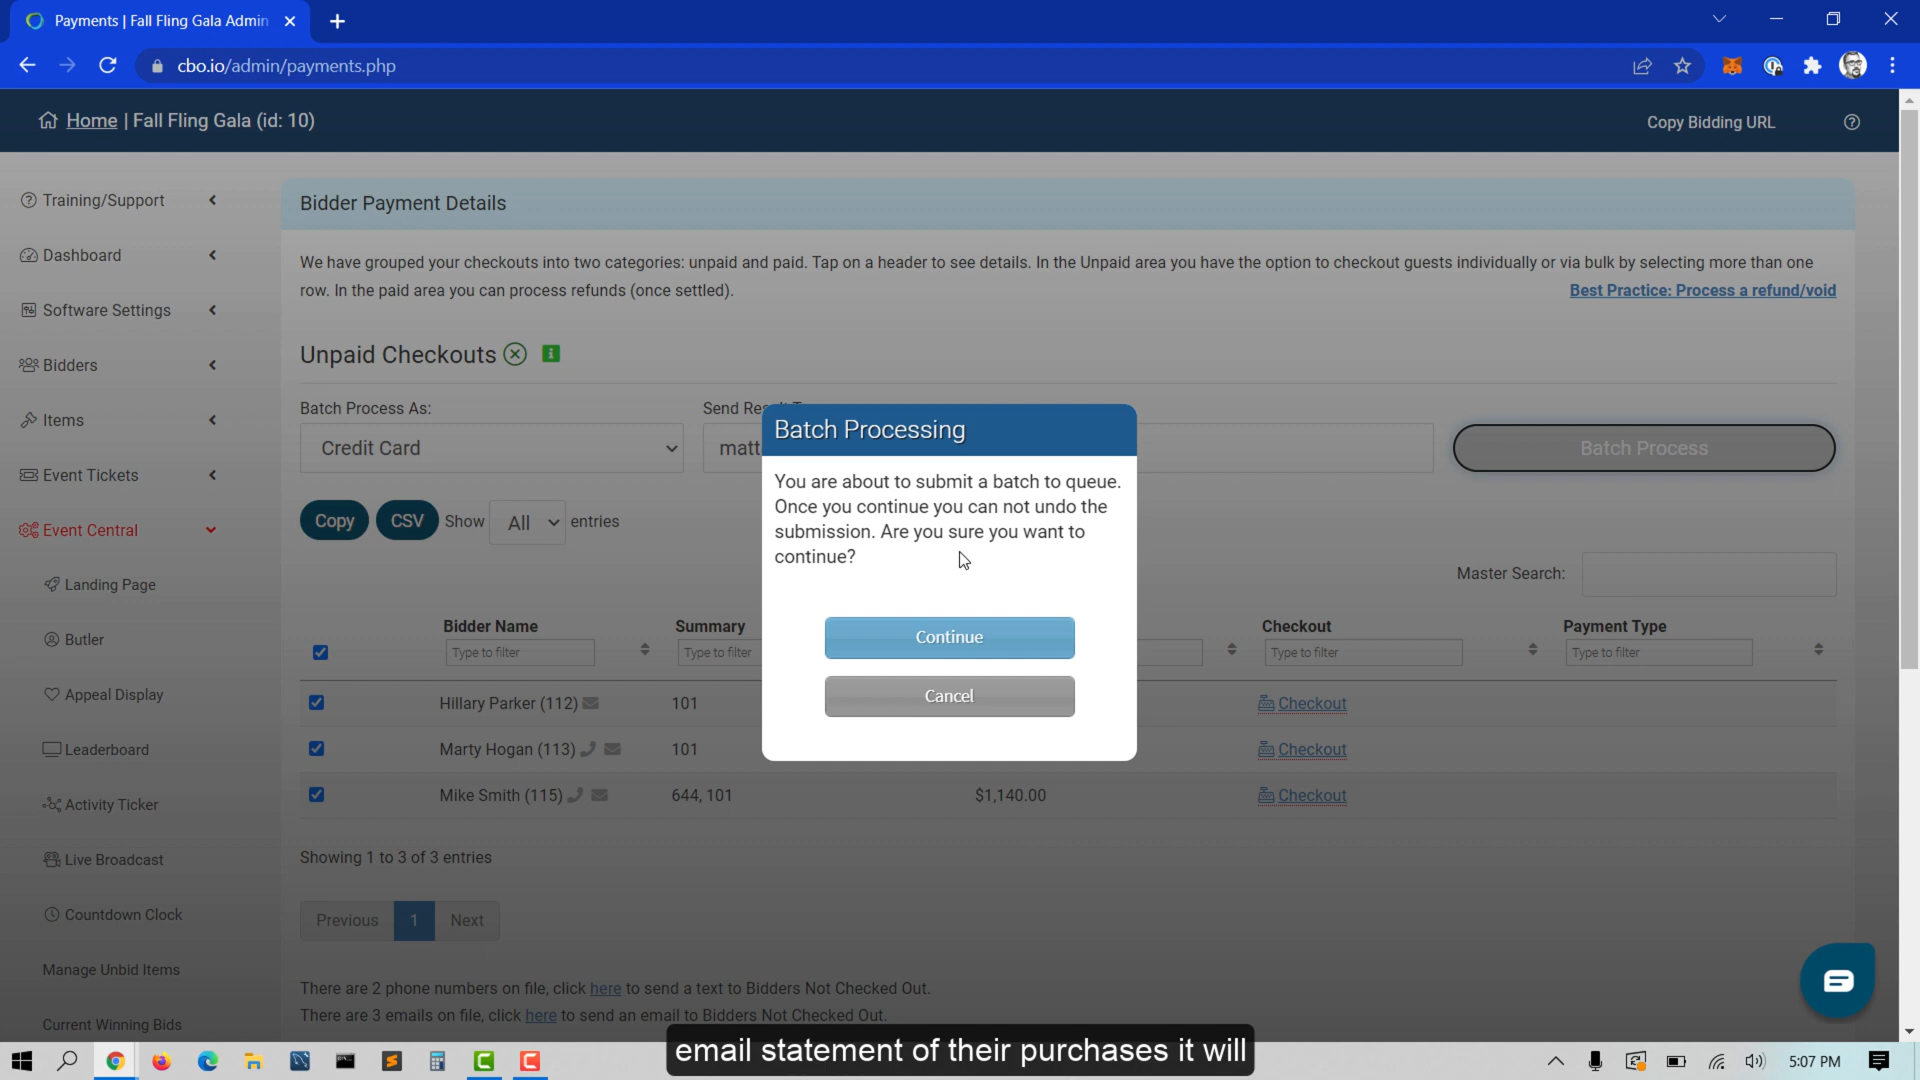 Payments | Fall Fling Gala Admin
cbo.io/admin/payments.php
Home | Fall Fling Gala (id: 10)
Copy Bidding URL
Training/Support
Dashboard
Software Settings
Bidders
Items
Event Tickets
Event Central
Landing Page
Butler
Appeal Display
Leaderboard
Activity Ticker
Live Broadcast
Countdown Clock
Manage Unbid Items
Current Winning Bids
Bidder Payment Details
We have grouped your checkouts into two categories: unpaid and paid. Tap on a header to see details. In the Unpaid area you have the option to checkout guests individually or via bulk by selecting more than one
row. In the paid area you can process refunds (once settled).
Best Practice: Process a refund/void
Unpaid Checkouts
Batch Process As:
Credit Card
matt
Batch Process
Copy
CSV
Show
All
entries
Master Search:
Batch Processing
You are about to submit a batch to queue.
Once you continue you can not undo the
submission. Are you sure you want to
continue?
Continue
Cancel
Bidder Name Summary Checkout Payment Type
Type to filter Type to filter Type to filter Type to filter
Hillary Parker (112) 101 Checkout
Marty Hogan (113) 101 Checkout
Mike Smith (115) 644, 101 $1,140.00 Checkout
Showing 1 to 3 of 3 entries
Previous 1 Next
There are 2 phone numbers on file, click here to send a text to Bidders Not Checked Out.
There are 3 emails on file, click here to send an email to Bidders Not Checked Out.
email statement of their purchases it will
5:07 PM